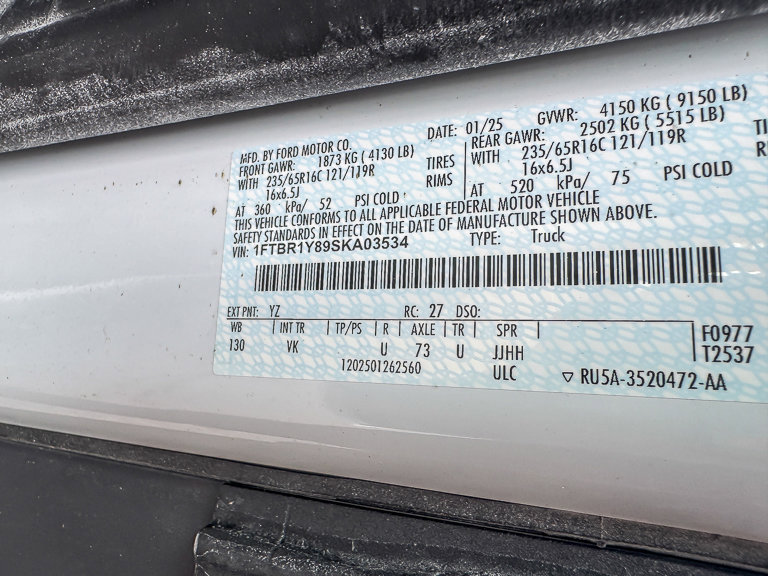 MFD. BY FORD MOTOR CO. DATE: 01/25 GVWR: 4150 KG ( 9150 LB)
FRONT GAWR: 1873 KG ( 4130 LB) REAR GAWR: 2502 KG ( 5515 LB)
WITH 235/65R16C 121/119R TIRES WITH 235/65R16C 121/119R
16x6.5J RIMS 16x6.5J
AT 360 kPa/ 52 PSI COLD AT 520 kPa/ 75 PSI COLD
THIS VEHICLE CONFORMS TO ALL APPLICABLE FEDERAL MOTOR VEHICLE
SAFETY STANDARDS IN EFFECT ON THE DATE OF MANUFACTURE SHOWN ABOVE.
VIN: 1FTBR1Y89SKA03534 TYPE: Truck
EXT PNT: YZ RC: 27 DSO:
WB INT TR TP/PS R AXLE TR SPR F0977
130 VK U 73 U JJHH T2537
1202501262560 ULC RU5A-3520472-AA